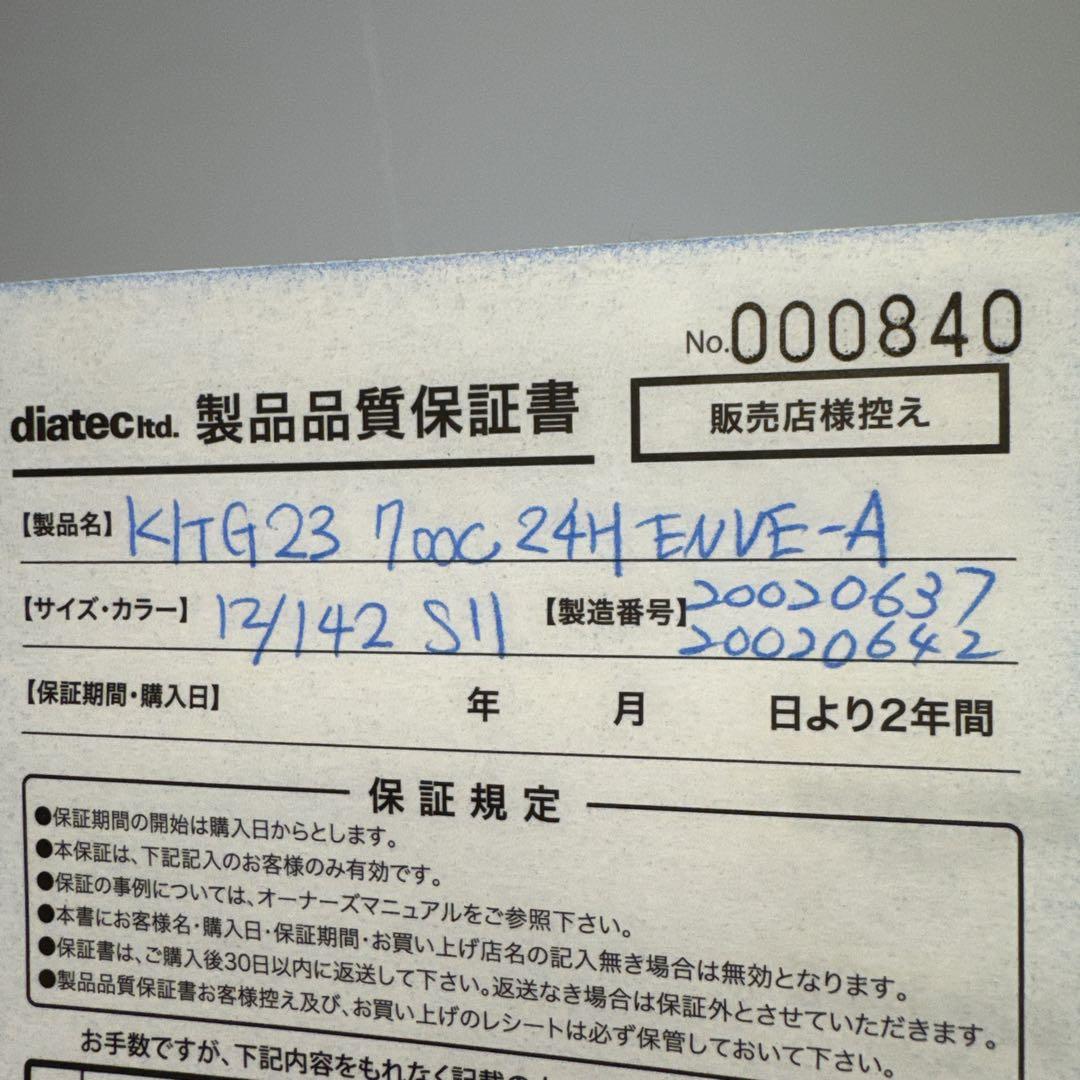 No.000840
diatec ltd. 製品品質保証書 販売店様控え
【製品名】 KIT G23 700C 24H ENVE-A
【サイズ・カラー】 12/142 S11 【製造番号】 20020637
20020642
【保証期間・購入日】 年 月 日より2年間
保証規定
●保証期間の開始は購入日からとします。
●本保証は、下記記入のお客様のみ有効です。
●保証の事例については、オーナーズマニュアルをご参照下さい。
●本書にお客様名・購入日・保証期間・お買い上げ店名の記入無き場合は無効となります。
●保証書は、ご購入後30日以内に返送して下さい。返送なき場合は保証外とさせていただきます。
●製品品質保証書お客様控え及び、お買い上げのレシートは必ず保管しておいて下さい。
お手数ですが、下記内容をもれなく記載の